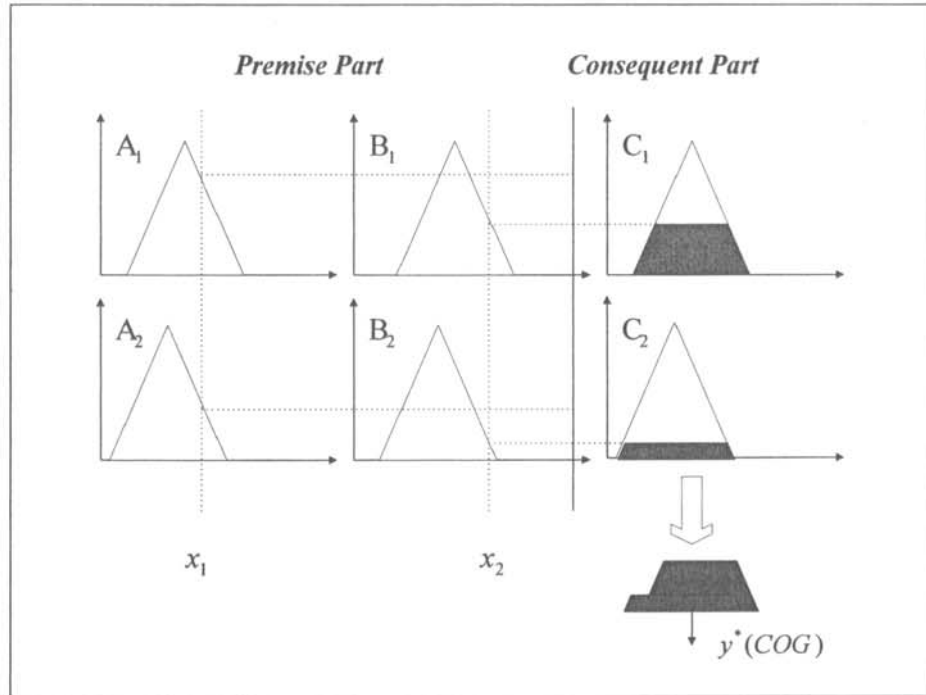 Premise Part
Consequent Part
A₁
B₁
C₁
A₂
B₂
C₂
x₁
x₂
y*(COG)